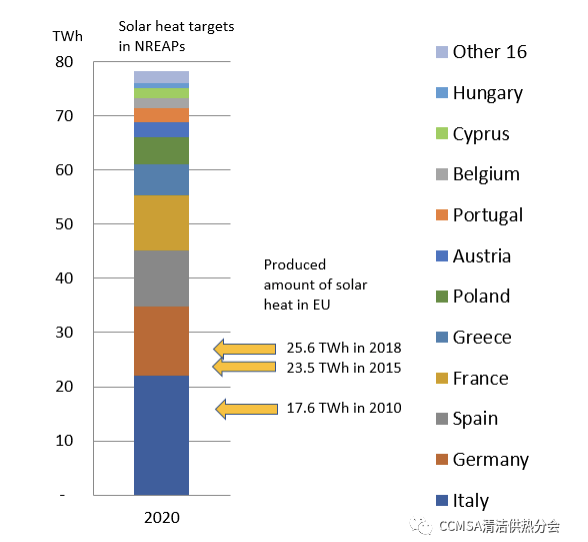 Solar heat targets
in NREAPs
TWh
80
70
60
50
40
30
20
10
-
2020
Produced
amount of solar
heat in EU
25.6 TWh in 2018
23.5 TWh in 2015
17.6 TWh in 2010
Other 16
Hungary
Cyprus
Belgium
Portugal
Austria
Poland
Greece
France
Spain
Germany
Italy
CCMSA清洁供热分会